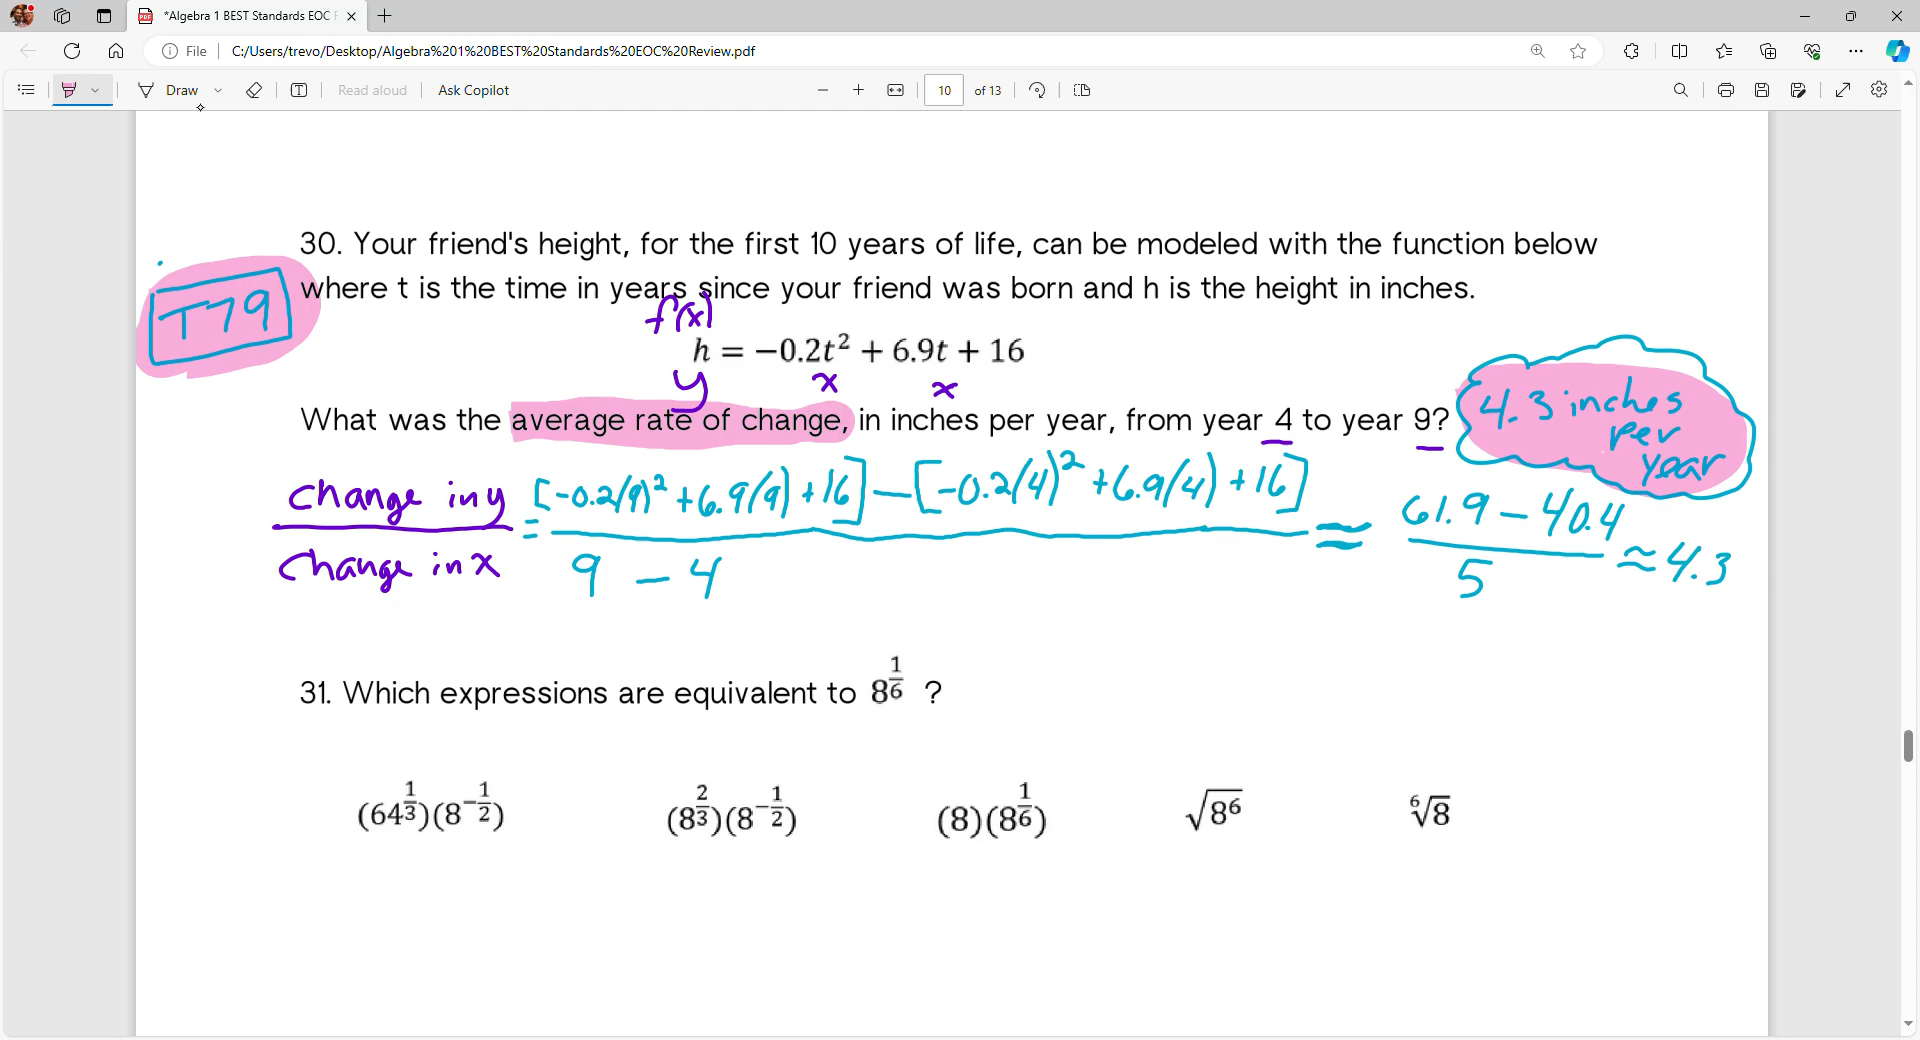 *Algebra 1 BEST Standards EOC R
File
C:/Users/trevo/Desktop/Algebra%201%20BEST%20Standards%20EOC%20Review.pdf
Draw
Read aloud
Ask Copilot
10
of 13
30. Your friend's height, for the first 10 years of life, can be modeled with the function below
where t is the time in years since your friend was born and h is the height in inches.
T79
f(x)
h = −0.2t² + 6.9t + 16
y x x
What was the average rate of change, in inches per year, from year 4 to year 9?
4.3 inches
per
year
change in y
change in x
= [-0.2(9)² + 6.9(9) + 16] — [-0.2(4)² + 6.9(4) + 16]
9 - 4
≈ 61.9 - 40.4
5
≈ 4.3
31. Which expressions are equivalent to 8^(1/6) ?
(64^(1/3))(8^(−1/2))
(8^(2/3))(8^(−1/2))
(8)(8^(1/6))
√8⁶
⁶√8